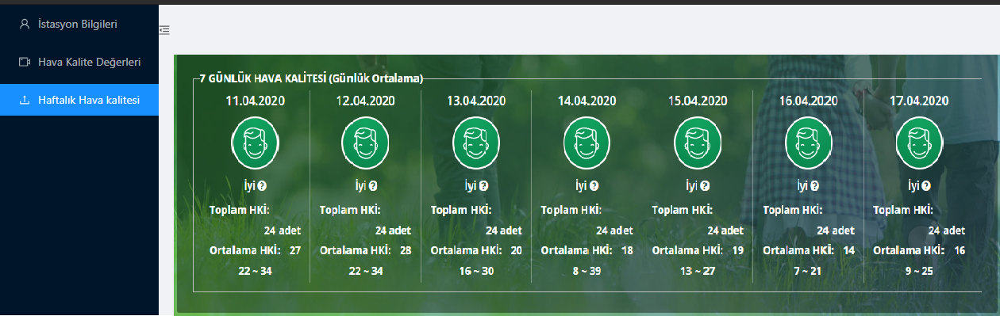 İstasyon Bilgileri
Hava Kalite Değerleri
Haftalık Hava kalitesi
7 GÜNLÜK HAVA KALİTESİ (Günlük Ortalama)
11.04.2020 12.04.2020 13.04.2020 14.04.2020 15.04.2020 16.04.2020 17.04.2020
İyi ? İyi ? İyi ? İyi ? İyi ? İyi ? İyi ?
Toplam HKİ: Toplam HKİ: Toplam HKİ: Toplam HKİ: Toplam HKİ: Toplam HKİ: Toplam HKİ:
24 adet 24 adet 24 adet 24 adet 24 adet 24 adet 24 adet
Ortalama HKİ: 27 Ortalama HKİ: 28 Ortalama HKİ: 20 Ortalama HKİ: 18 Ortalama HKİ: 19 Ortalama HKİ: 14 Ortalama HKİ: 16
22 ~ 34 22 ~ 34 16 ~ 30 8 ~ 39 13 ~ 27 7 ~ 21 9 ~ 25